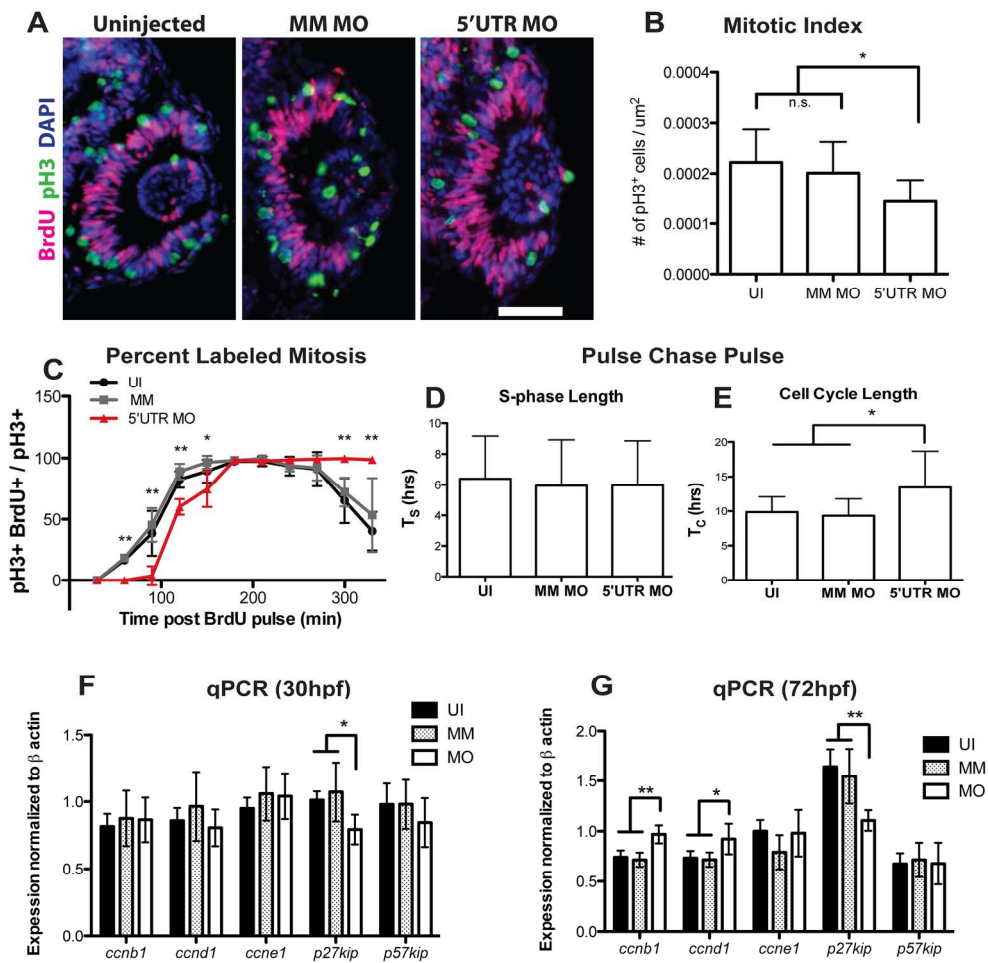 A
Uninjected
MM MO
5'UTR MO
BrdU pH3 DAPI
B
Mitotic Index
# of pH3⁺ cells / um²
0.0004
0.0003
0.0002
0.0001
0.0000
n.s.
*
UI
MM MO
5'UTR MO
C
Percent Labeled Mitosis
UI
MM
5'UTR MO
pH3+ BrdU+ / pH3+
150
100
50
0
**
**
**
*
**
**
100
200
300
Time post BrdU pulse (min)
Pulse Chase Pulse
D
S-phase Length
T_S (hrs)
10
8
6
4
2
0
UI
MM MO
5'UTR MO
E
Cell Cycle Length
T_C (hrs)
25
20
15
10
5
0
*
UI
MM MO
5'UTR MO
F
qPCR (30hpf)
UI
MM
MO
Expession normalized to β actin
1.5
1.0
0.5
0.0
*
ccnb1
ccnd1
ccne1
p27kip
p57kip
G
qPCR (72hpf)
UI
MM
MO
Expession normalized to β actin
2.0
1.5
1.0
0.5
0.0
**
*
**
ccnb1
ccnd1
ccne1
p27kip
p57kip